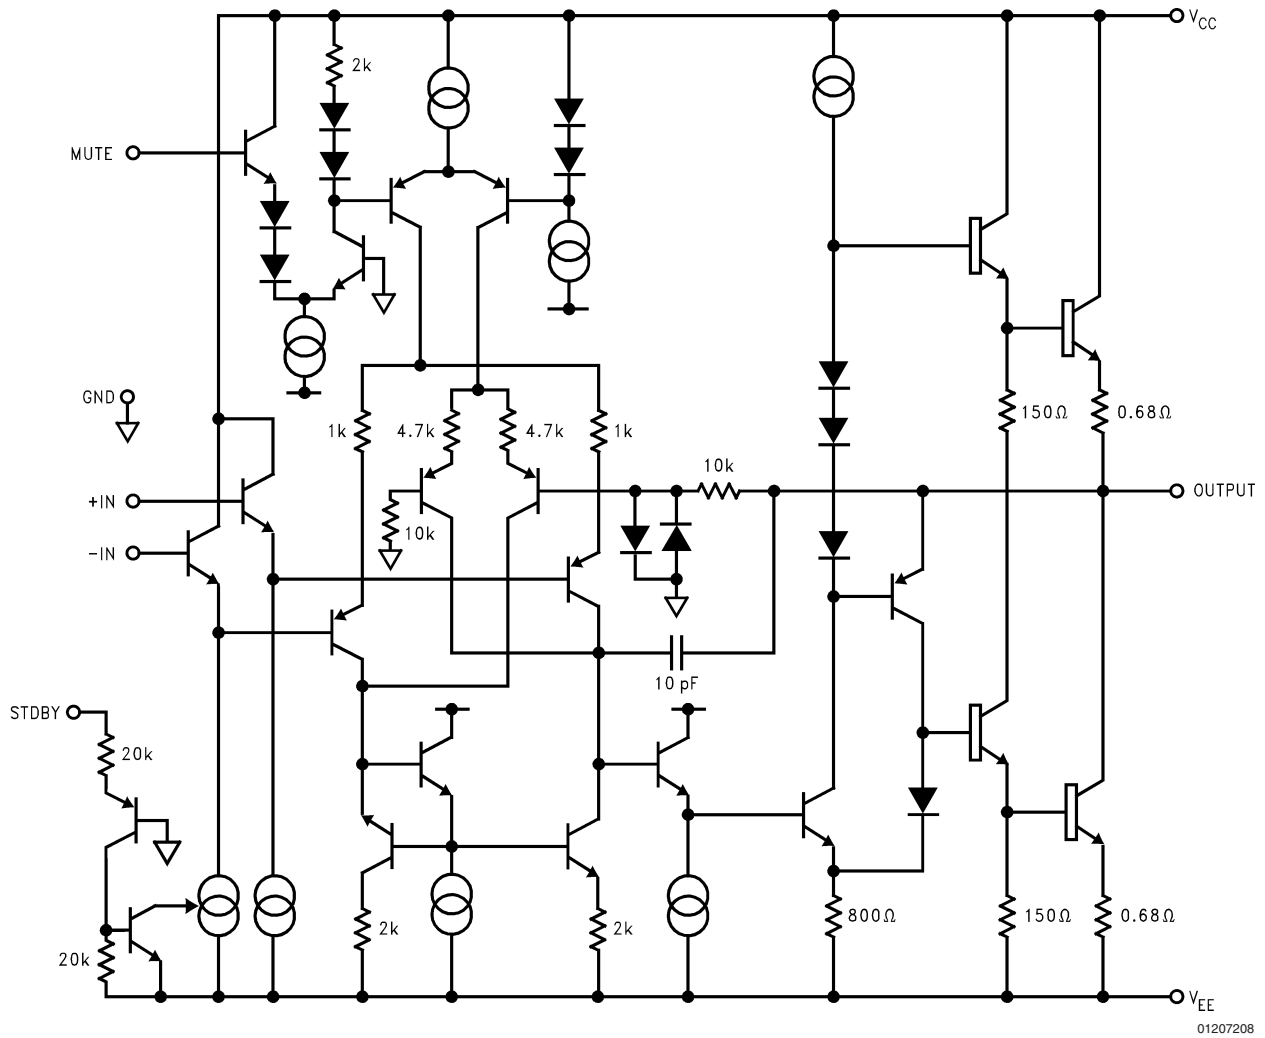 VCC
2k
MUTE
GND
1k
4.7k
4.7k
1k
150Ω
0.68Ω
10k
OUTPUT
+IN
10k
−IN
10 pF
STDBY
20k
800Ω
150Ω
0.68Ω
2k
2k
20k
VEE
01207208